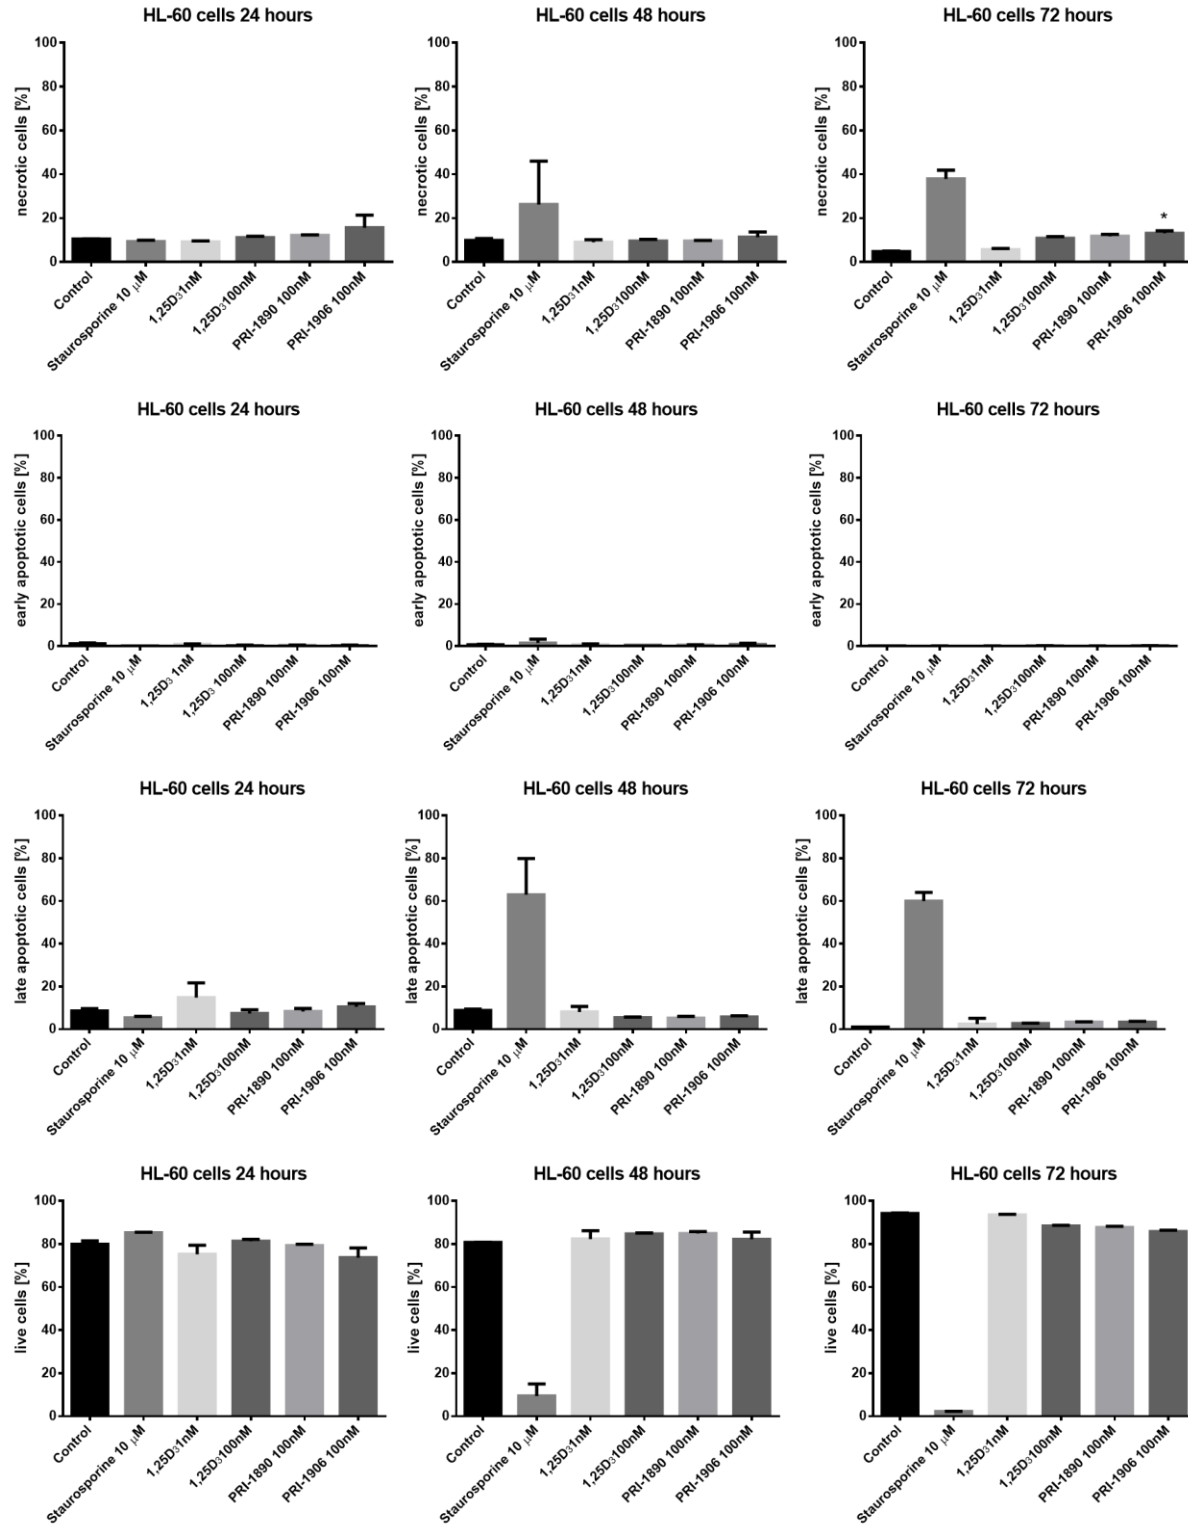 HL-60 cells 24 hours
necrotic cells [%]
100
80
60
40
20
0
Control
Staurosporine 10 μM
1,25D₃1nM
1,25D₃100nM
PRI-1890 100nM
PRI-1906 100nM
HL-60 cells 48 hours
necrotic cells [%]
100
80
60
40
20
0
Control
Staurosporine 10 μM
1,25D₃1nM
1,25D₃100nM
PRI-1890 100nM
PRI-1906 100nM
HL-60 cells 72 hours
necrotic cells [%]
100
80
60
40
20
0
*
Control
Staurosporine 10 μM
1,25D₃1nM
1,25D₃100nM
PRI-1890 100nM
PRI-1906 100nM
HL-60 cells 24 hours
early apoptotic cells [%]
100
80
60
40
20
0
Control
Staurosporine 10 μM
1,25D₃ 1nM
1,25D₃ 100nM
PRI-1890 100nM
PRI-1906 100nM
HL-60 cells 48 hours
early apoptotic cells [%]
100
80
60
40
20
0
Control
Staurosporine 10 μM
1,25D₃1nM
1,25D₃100nM
PRI-1890 100nM
PRI-1906 100nM
HL-60 cells 72 hours
early apoptotic cells [%]
100
80
60
40
20
0
Control
Staurosporine 10 μM
1,25D₃1nM
1,25D₃100nM
PRI-1890 100nM
PRI-1906 100nM
HL-60 cells 24 hours
late apoptotic cells [%]
100
80
60
40
20
0
Control
Staurosporine 10 μM
1,25D₃1nM
1,25D₃100nM
PRI-1890 100nM
PRI-1906 100nM
HL-60 cells 48 hours
late apoptotic cells [%]
100
80
60
40
20
0
Control
Staurosporine 10 μM
1,25D₃1nM
1,25D₃100nM
PRI-1890 100nM
PRI-1906 100nM
HL-60 cells 72 hours
late apoptotic cells [%]
100
80
60
40
20
0
Control
Staurosporine 10 μM
1,25D₃1nM
1,25D₃100nM
PRI-1890 100nM
PRI-1906 100nM
HL-60 cells 24 hours
live cells [%]
100
80
60
40
20
0
Control
Staurosporine 10 μM
1,25D₃1nM
1,25D₃100nM
PRI-1890 100nM
PRI-1906 100nM
HL-60 cells 48 hours
live cells [%]
100
80
60
40
20
0
Control
Staurosporine 10 μM
1,25D₃1nM
1,25D₃100nM
PRI-1890 100nM
PRI-1906 100nM
HL-60 cells 72 hours
live cells [%]
100
80
60
40
20
0
Control
Staurosporine 10 μM
1,25D₃1nM
1,25D₃100nM
PRI-1890 100nM
PRI-1906 100nM